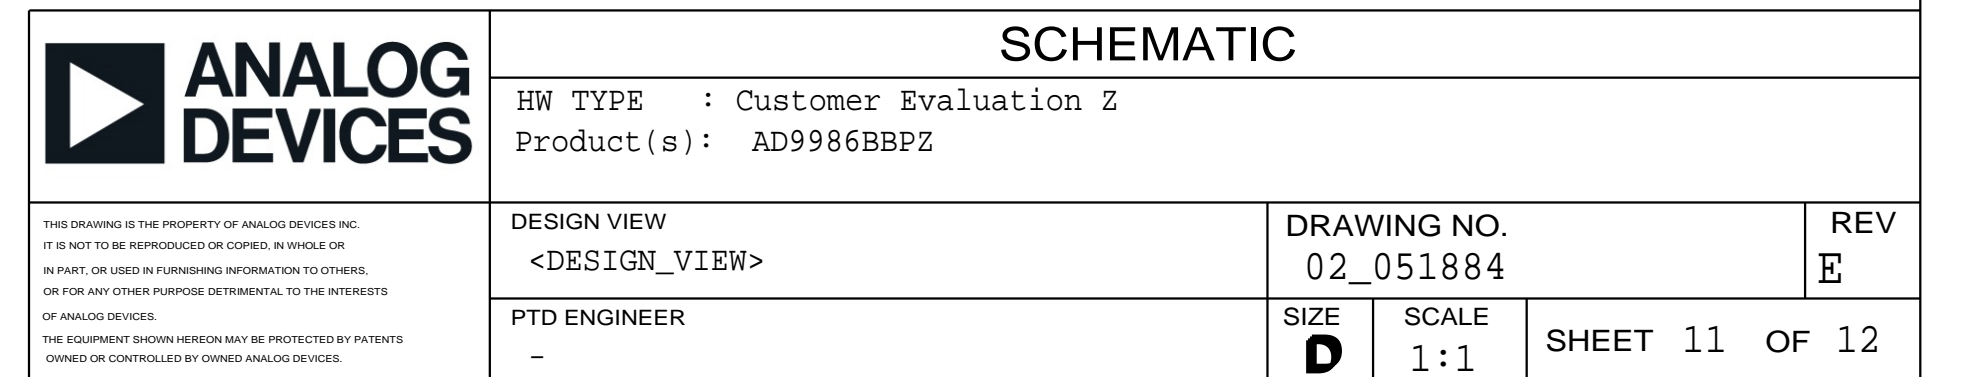 ANALOG
DEVICES
SCHEMATIC
HW TYPE : Customer Evaluation Z
Product(s): AD9986BBPZ
THIS DRAWING IS THE PROPERTY OF ANALOG DEVICES INC.
IT IS NOT TO BE REPRODUCED OR COPIED, IN WHOLE OR
IN PART, OR USED IN FURNISHING INFORMATION TO OTHERS,
OR FOR ANY OTHER PURPOSE DETRIMENTAL TO THE INTERESTS
OF ANALOG DEVICES.
THE EQUIPMENT SHOWN HEREON MAY BE PROTECTED BY PATENTS
OWNED OR CONTROLLED BY OWNED ANALOG DEVICES.
DESIGN VIEW
<DESIGN_VIEW>
DRAWING NO.
02_051884
REV
E
PTD ENGINEER
-
SIZE
D
SCALE
1:1
SHEET 11 OF 12